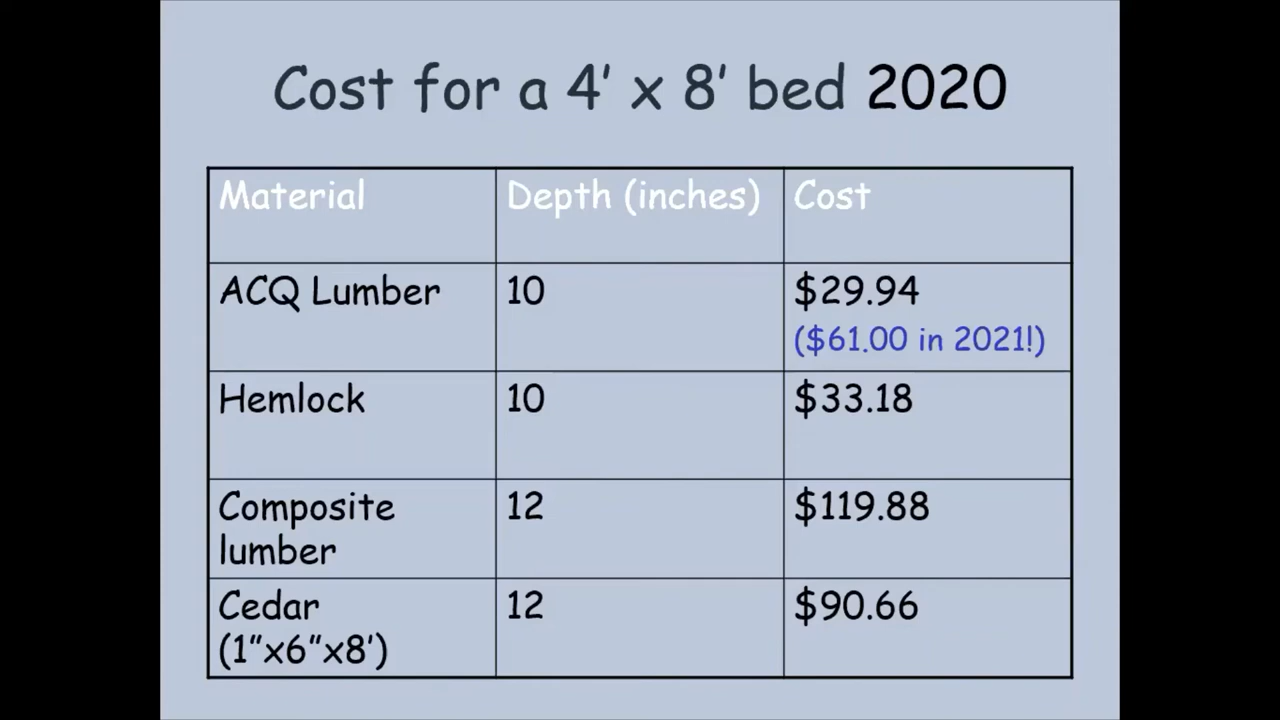 Cost for a 4’ x 8’ bed 2020
Material Depth (inches) Cost
ACQ Lumber 10 $29.94
($61.00 in 2021!)
Hemlock 10 $33.18
Composite 12 $119.88
lumber
Cedar 12 $90.66
(1”x6”x8’)